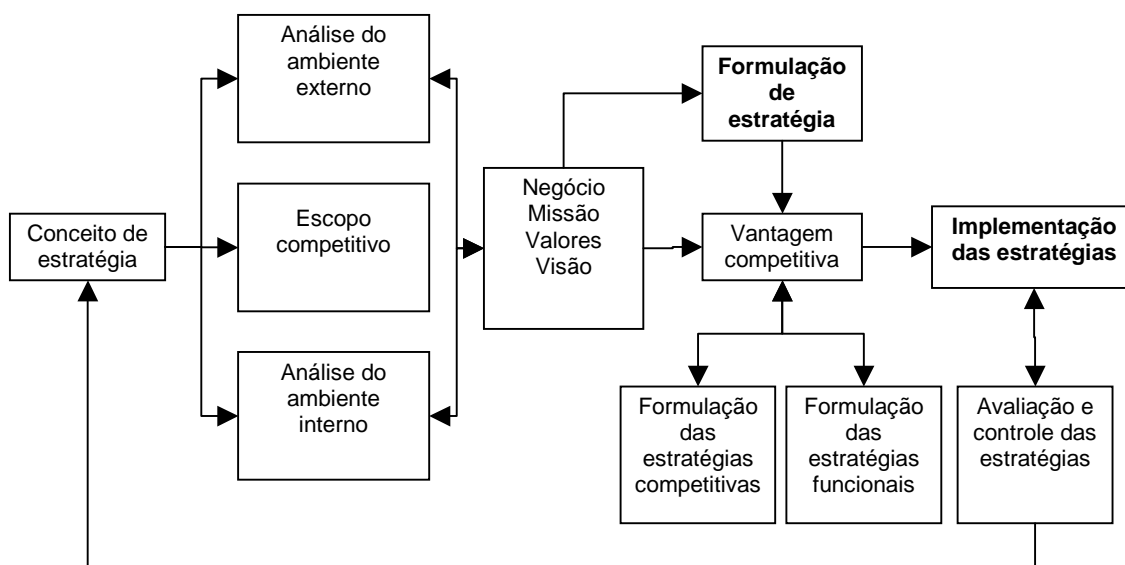 Análise do
ambiente
externo
Formulação
de
estratégia
Conceito de
estratégia
Escopo
competitivo
Negócio
Missão
Valores
Visão
Vantagem
competitiva
Implementação
das estratégias
Análise do
ambiente
interno
Formulação
das
estratégias
competitivas
Formulação
das
estratégias
funcionais
Avaliação e
controle das
estratégias